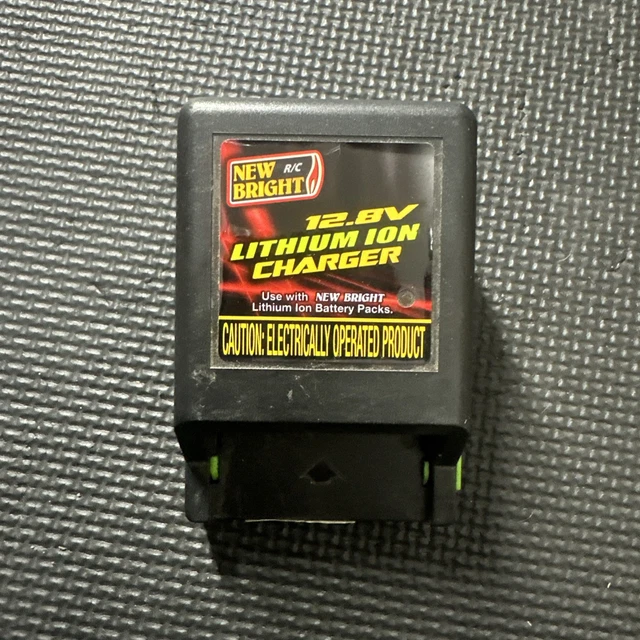 NEW R/C
BRIGHT
12.8V
LITHIUM ION
CHARGER
Use with NEW BRIGHT
Lithium Ion Battery Packs.
CAUTION: ELECTRICALLY OPERATED PRODUCT